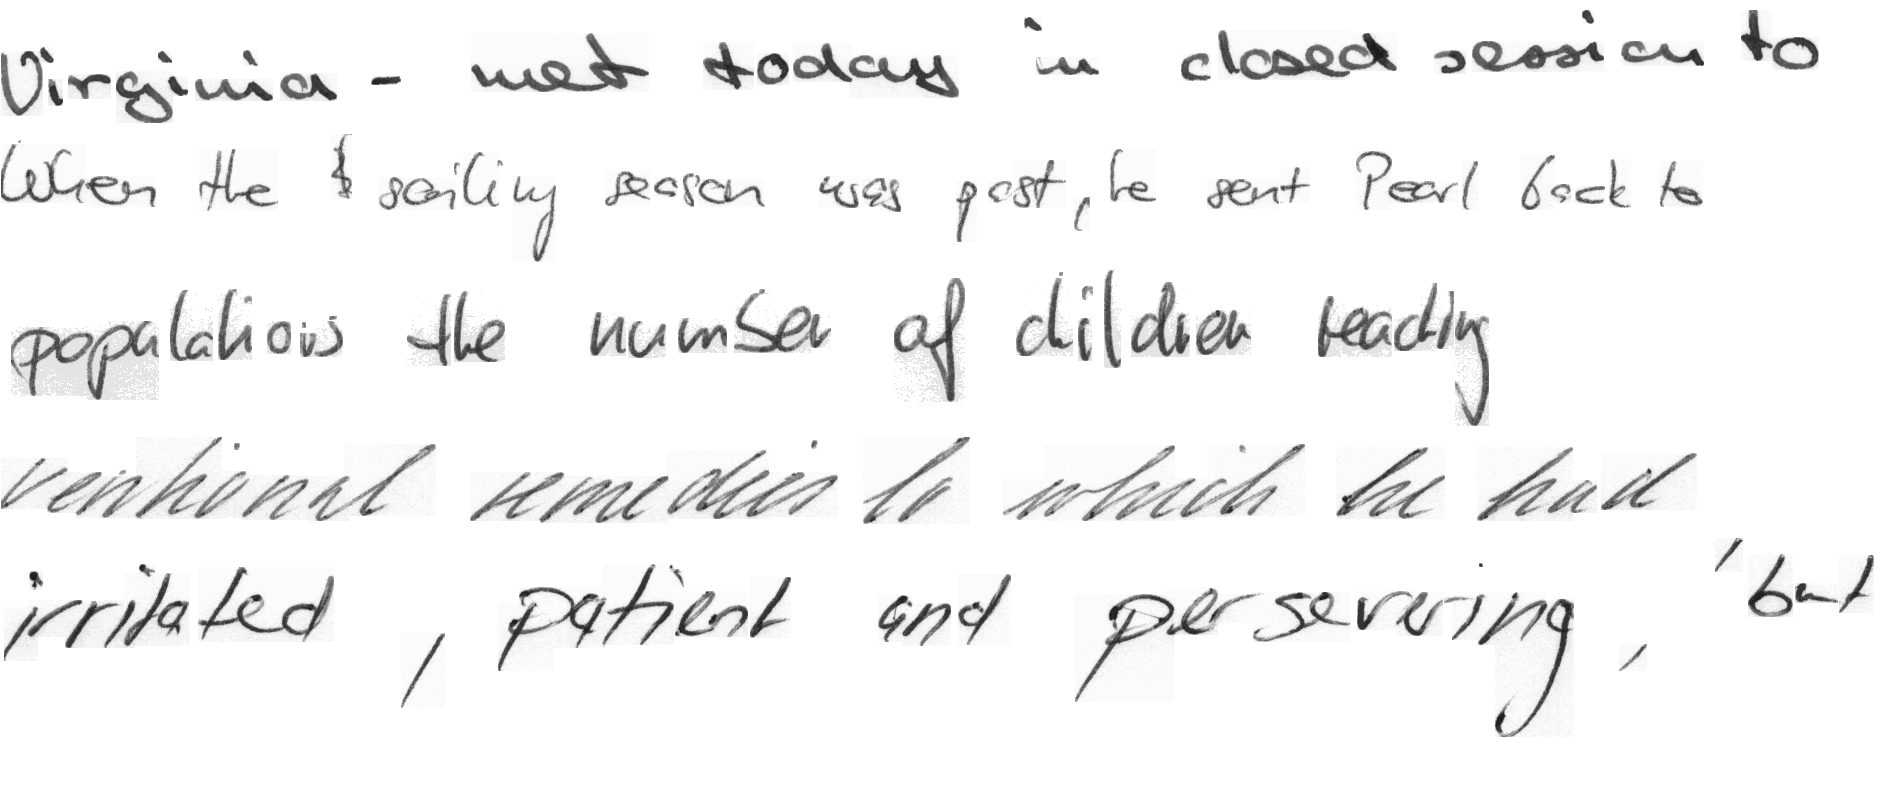 Virginia - met today in closed session to
When the sailing season was past, he sent Pearl back to
populations the number of children reading
ventional remedies to which he had
irritated, patient and persevering, 'but